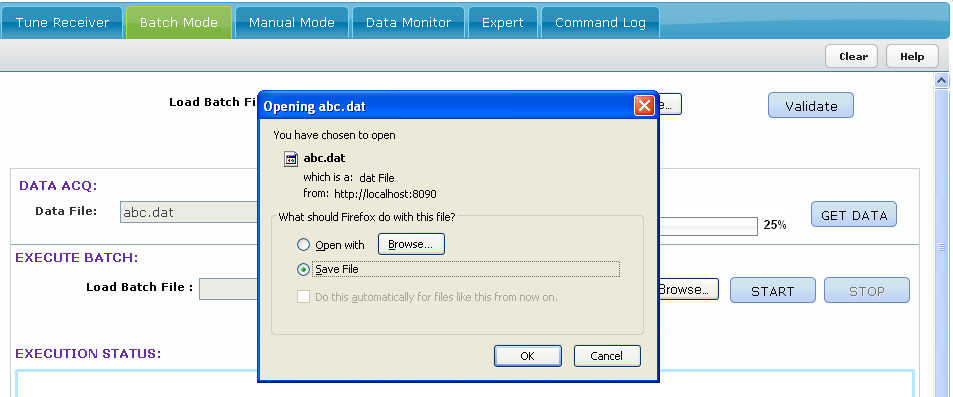 Tune Receiver Batch Mode Manual Mode Data Monitor Expert Command Log
Clear Help
Load Batch Fi
e...
Validate
Opening abc.dat
You have chosen to open
abc.dat
which is a: dat File
from: http://localhost:8090
What should Firefox do with this file?
Open with Browse...
Save File
Do this automatically for files like this from now on.
OK Cancel
DATA ACQ:
Data File: abc.dat
25% GET DATA
EXECUTE BATCH:
Load Batch File : Browse... START STOP
EXECUTION STATUS: